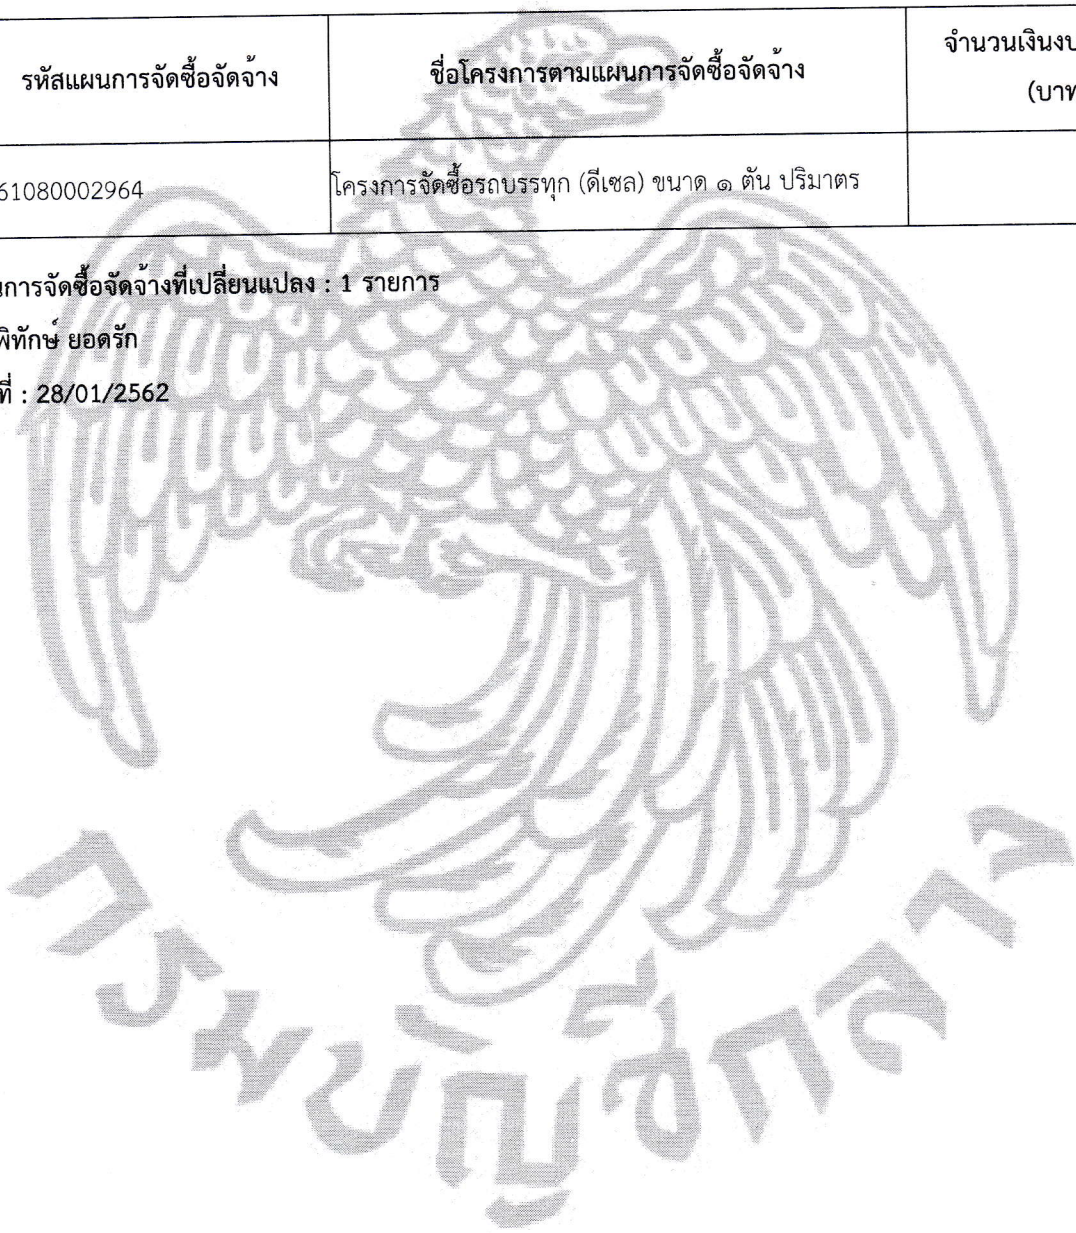 รหัสแผนการจัดซื้อจัดจ้าง
ชื่อโครงการตามแผนการจัดซื้อจัดจ้าง
จำนวนเงินงบ
(บาท
61080002964
โครงการจัดซื้อรถบรรทุก (ดีเซล) ขนาด ๑ ตัน ปริมาตร
นการจัดซื้อจัดจ้างที่เปลี่ยนแปลง : 1 รายการ
พิทักษ์ ยอดรัก
ที่ : 28/01/2562
กรมบัญชีกลาง